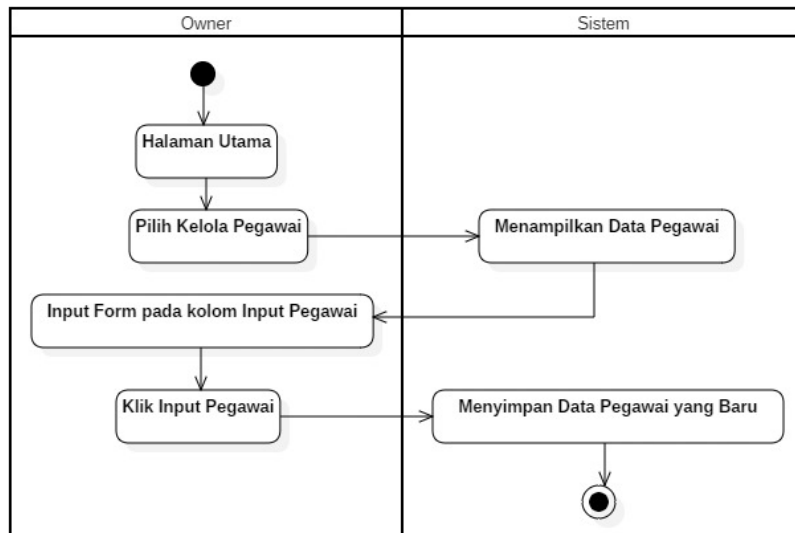 Owner
Sistem
Halaman Utama
Pilih Kelola Pegawai
Menampilkan Data Pegawai
Input Form pada kolom Input Pegawai
Klik Input Pegawai
Menyimpan Data Pegawai yang Baru